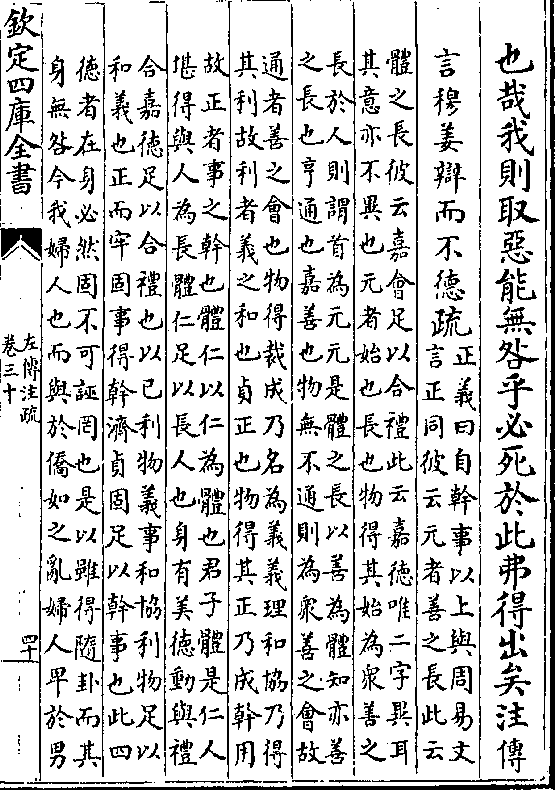 也哉我則取惡能無咎乎必死於此弗得出矣注傳
言穆姜辯而不德疏
正義曰自幹事以上與周易文
言正同彼云元者善之長此云
體之長彼云嘉會足以合禮此云嘉德唯二字異耳
其意亦不異也元者始也長也物得其始為衆善之
長於人則謂首為元元是體之長以善為體知亦善
之長也亨通也嘉善也物無不通則為衆善之會故
通者善之會也物得裁成乃名為義義理和協乃得
其利故利者義之和也貞正也物得其正乃成幹用
故正者事之幹也體仁以仁為體也君子體是仁人
堪得與人為長體仁足以長人也身有美德動與禮
合嘉德足以合禮也以已利物義事和協利物足以
和義也正而牢固事得幹濟貞固足以幹事也此四
德者在身必然固不可誣罔也是以雖得隨卦而其
身無咎今我婦人也而與於僑如之亂婦人卑於男
欽定四庫全書
左傳注疏
卷三十
四十